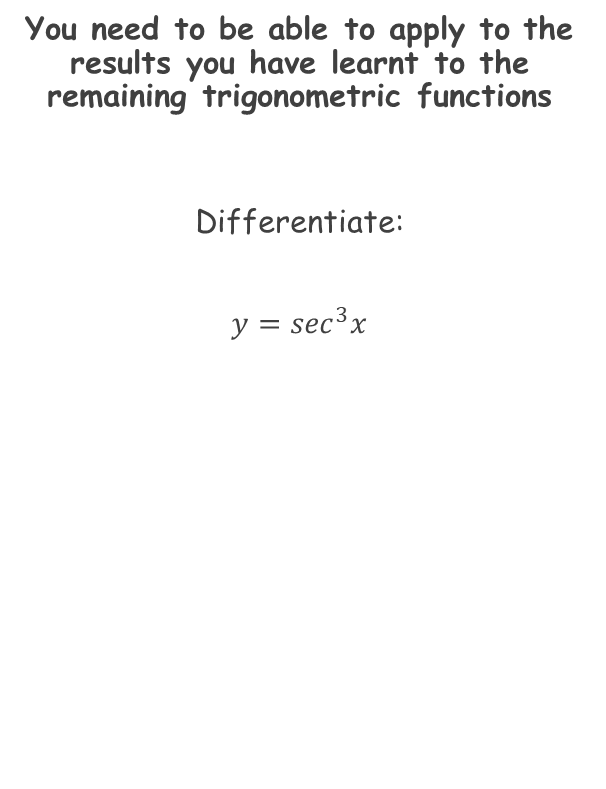 You need to be able to apply to the
results you have learnt to the
remaining trigonometric functions
Differentiate:
y = sec³x